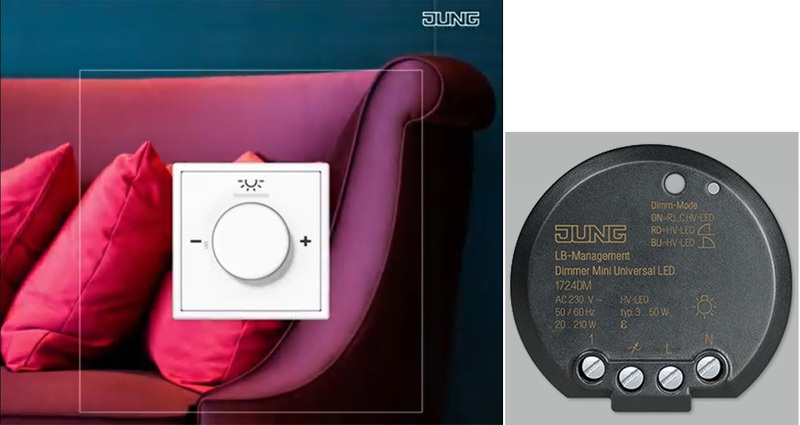 JUNG
− +
JUNG
Dimm-Mode
GN=R,L,C,HV-LED
RD=HV-LED
BU=HV-LED
LB-Management
Dimmer Mini Universal LED
1724DM
AC 230 V ~ HV-LED
50 / 60 Hz typ. 3 .. 50 W
20 .. 210 W ε
1 L N